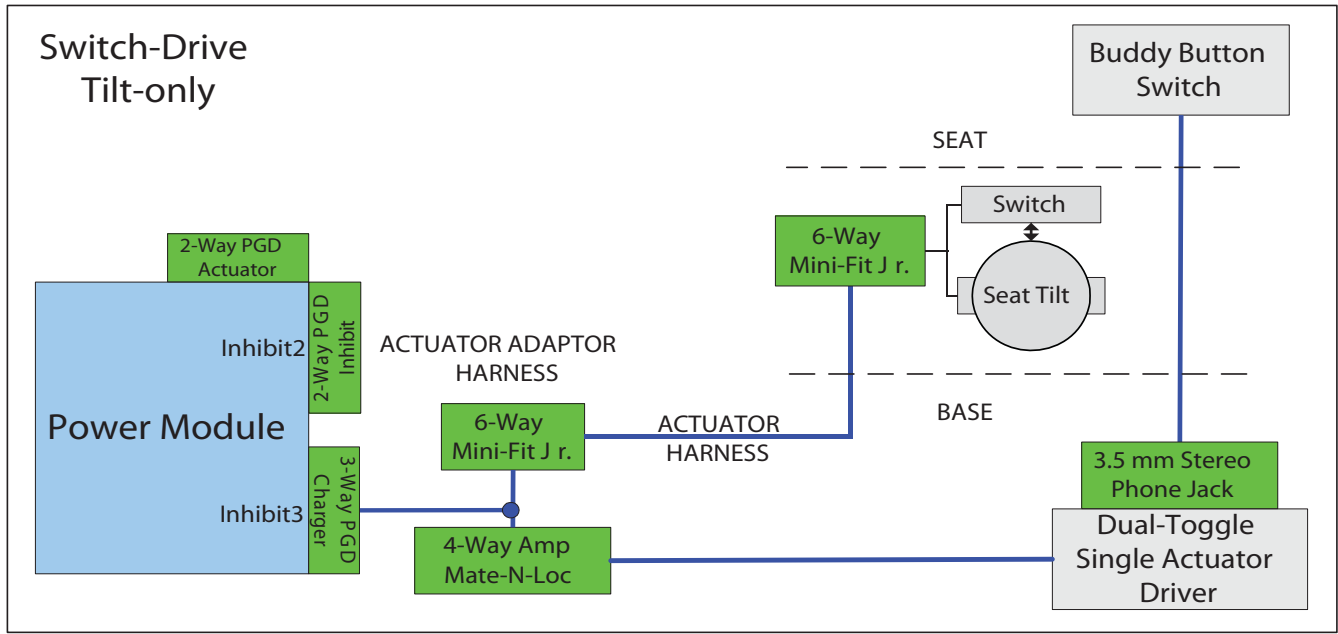 Switch-Drive
Tilt-only
Buddy Button
Switch
SEAT
Switch
6-Way
Mini-Fit J r.
Seat Tilt
2-Way PGD
Actuator
2-Way PGD
Inhibit
Inhibit2
ACTUATOR ADAPTOR
HARNESS
BASE
Power Module
6-Way
Mini-Fit J r.
ACTUATOR
HARNESS
3-Way PGD
Charger
Inhibit3
3.5 mm Stereo
Phone Jack
4-Way Amp
Mate-N-Loc
Dual-Toggle
Single Actuator
Driver